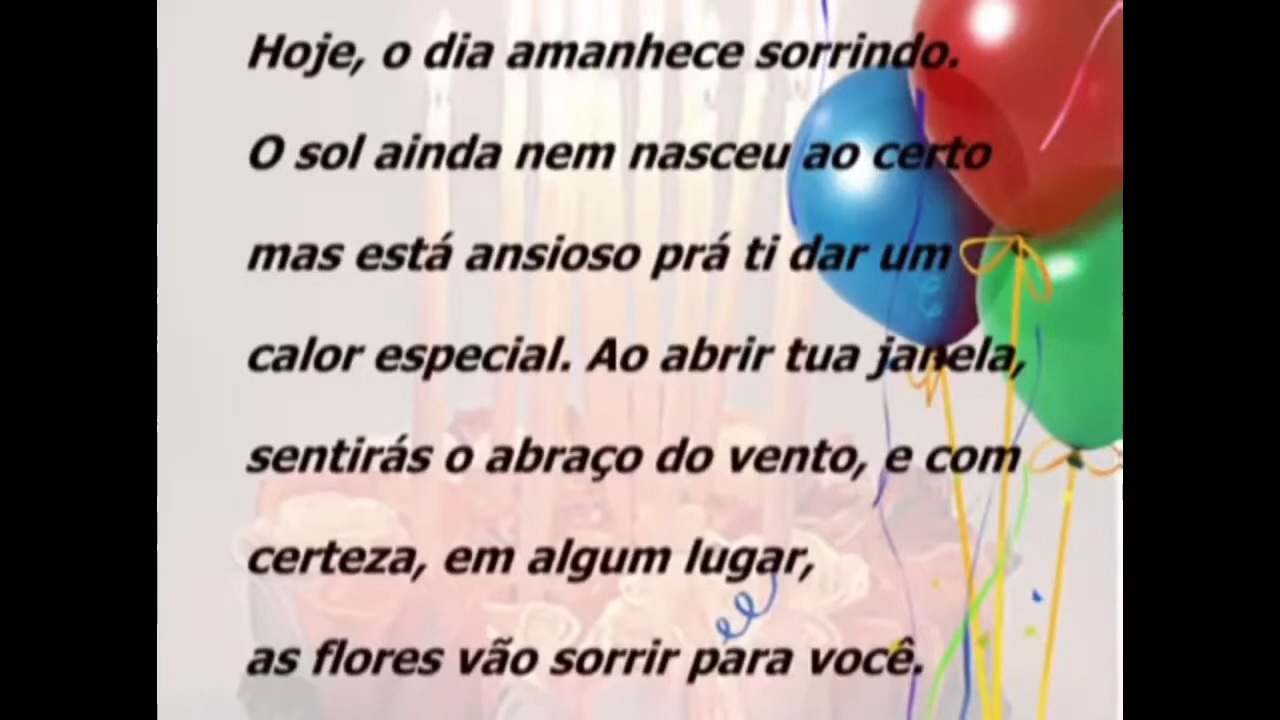 Hoje, o dia amanhece sorrindo.
O sol ainda nem nasceu ao certo
mas está ansioso prá ti dar um
calor especial. Ao abrir tua janela,
sentirás o abraço do vento, e com
certeza, em algum lugar,
as flores vão sorrir para você.